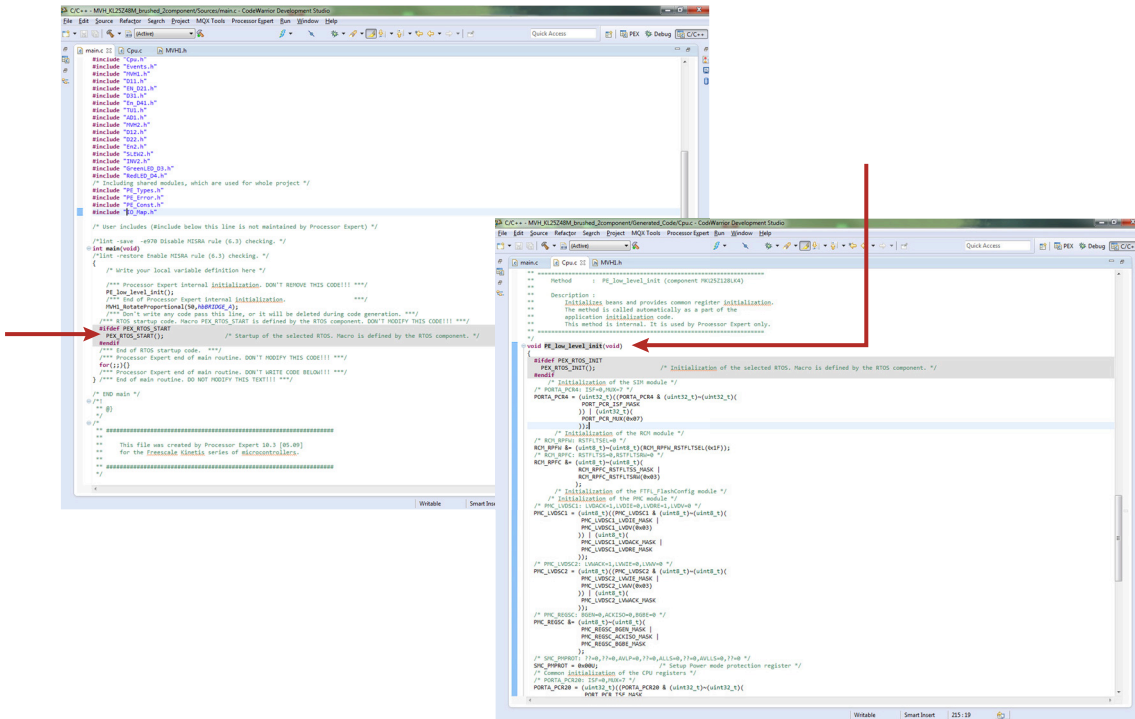 C/C++ - MVH_KL25Z48M_brushed_2component/Sources/main.c - CodeWarrior Development Studio
File Edit Source Refactor Search Project MQX Tools Processor Expert Run Window Help
(Active) Quick Access PEX Debug C/C++
main.c Cpu.c MVH1.h
#include "Cpu.h"
#include "Events.h"
#include "MVH1.h"
#include "D11.h"
#include "EN_D21.h"
#include "D31.h"
#include "En_D41.h"
#include "TU1.h"
#include "AD1.h"
#include "MVH2.h"
#include "D12.h"
#include "D22.h"
#include "En2.h"
#include "SLEW2.h"
#include "INV2.h"
#include "GreenLED_D3.h"
#include "RedLED_D4.h"
/* Including shared modules, which are used for whole project */
#include "PE_Types.h"
#include "PE_Error.h"
#include "PE_Const.h"
#include "IO_Map.h"
/* User includes (#include below this line is not maintained by Processor Expert) */
/*lint -save  -e970 Disable MISRA rule (6.3) checking. */
int main(void)
/*lint -restore Enable MISRA rule (6.3) checking. */
{
/* Write your local variable definition here */
/*** Processor Expert internal initialization. DON'T REMOVE THIS CODE!!! ***/
PE_low_level_init();
/*** End of Processor Expert internal initialization. ***/
MVH1_RotateProportional(50,hbBRIDGE_A);
/*** Don't write any code pass this line, or it will be deleted during code generation. ***/
/*** RTOS startup code. Macro PEX_RTOS_START is defined by the RTOS component. DON'T MODIFY THIS CODE!!! ***/
#ifdef PEX_RTOS_START
PEX_RTOS_START(); /* Startup of the selected RTOS. Macro is defined by the RTOS component. */
#endif
/*** End of RTOS startup code.  ***/
/*** Processor Expert end of main routine. DON'T MODIFY THIS CODE!!! ***/
for(;;){}
/*** Processor Expert end of main routine. DON'T WRITE CODE BELOW!!! ***/
} /*** End of main routine. DO NOT MODIFY THIS TEXT!!! ***/
/* END main */
/*!
** @}
*/
/*
** ###################################################################
**
** This file was created by Processor Expert 10.3 [05.09]
** for the Freescale Kinetis series of microcontrollers.
**
** ###################################################################
*/
Writable Smart Inse
C/C++ - MVH_KL25Z48M_brushed_2component/Generated_Code/Cpu.c - CodeWarrior Development Studio
File Edit Source Refactor Search Project MQX Tools Processor Expert Run Window Help
(Active) Quick Access PEX Debug C/C+
main.c Cpu.c MVH1.h
** ===================================================================
** Method : PE_low_level_init (component MKL25Z128LK4)
**
** Description :
** Initializes beans and provides common register initialization.
** The method is called automatically as a part of the
** application initialization code.
** This method is internal. It is used by Processor Expert only.
** ===================================================================
*/
void PE_low_level_init(void)
{
#ifdef PEX_RTOS_INIT
PEX_RTOS_INIT(); /* Initialization of the selected RTOS. Macro is defined by the RTOS component. */
#endif
/* Initialization of the SIM module */
/* PORTA_PCR4: ISF=0,MUX=7 */
PORTA_PCR4 = (uint32_t)((PORTA_PCR4 & (uint32_t)~(uint32_t)(
PORT_PCR_ISF_MASK
)) | (uint32_t)(
PORT_PCR_MUX(0x07)
));
/* Initialization of the RCM module */
/* RCM_RPFW: RSTFLTSEL=0 */
RCM_RPFW &= (uint8_t)~(uint8_t)(RCM_RPFW_RSTFLTSEL(0x1F));
/* RCM_RPFC: RSTFLTSS=0,RSTFLTSRW=0 */
RCM_RPFC &= (uint8_t)~(uint8_t)(
RCM_RPFC_RSTFLTSS_MASK |
RCM_RPFC_RSTFLTSRW(0x03)
);
/* Initialization of the FTFL_FlashConfig module */
/* Initialization of the PMC module */
/* PMC_LVDSC1: LVDACK=1,LVDIE=0,LVDRE=1,LVDV=0 */
PMC_LVDSC1 = (uint8_t)((PMC_LVDSC1 & (uint8_t)~(uint8_t)(
PMC_LVDSC1_LVDIE_MASK |
PMC_LVDSC1_LVDV(0x03)
)) | (uint8_t)(
PMC_LVDSC1_LVDACK_MASK |
PMC_LVDSC1_LVDRE_MASK
));
/* PMC_LVDSC2: LVWACK=1,LVWIE=0,LVWV=0 */
PMC_LVDSC2 = (uint8_t)((PMC_LVDSC2 & (uint8_t)~(uint8_t)(
PMC_LVDSC2_LVWIE_MASK |
PMC_LVDSC2_LVWV(0x03)
)) | (uint8_t)(
PMC_LVDSC2_LVWACK_MASK
));
/* PMC_REGSC: BGEN=0,ACKISO=0,BGBE=0 */
PMC_REGSC &= (uint8_t)~(uint8_t)(
PMC_REGSC_BGEN_MASK |
PMC_REGSC_ACKISO_MASK |
PMC_REGSC_BGBE_MASK
);
/* SMC_PMPROT: ??=0,??=0,AVLP=0,??=0,ALLS=0,??=0,AVLLS=0,??=0 */
SMC_PMPROT = 0x00U; /* Setup Power mode protection register */
/* Common initialization of the CPU registers */
/* PORTA_PCR20: ISF=0,MUX=7 */
PORTA_PCR20 = (uint32_t)((PORTA_PCR20 & (uint32_t)~(uint32_t)(
PORT_PCR_ISF_MASK
Writable Smart Insert 215 : 19